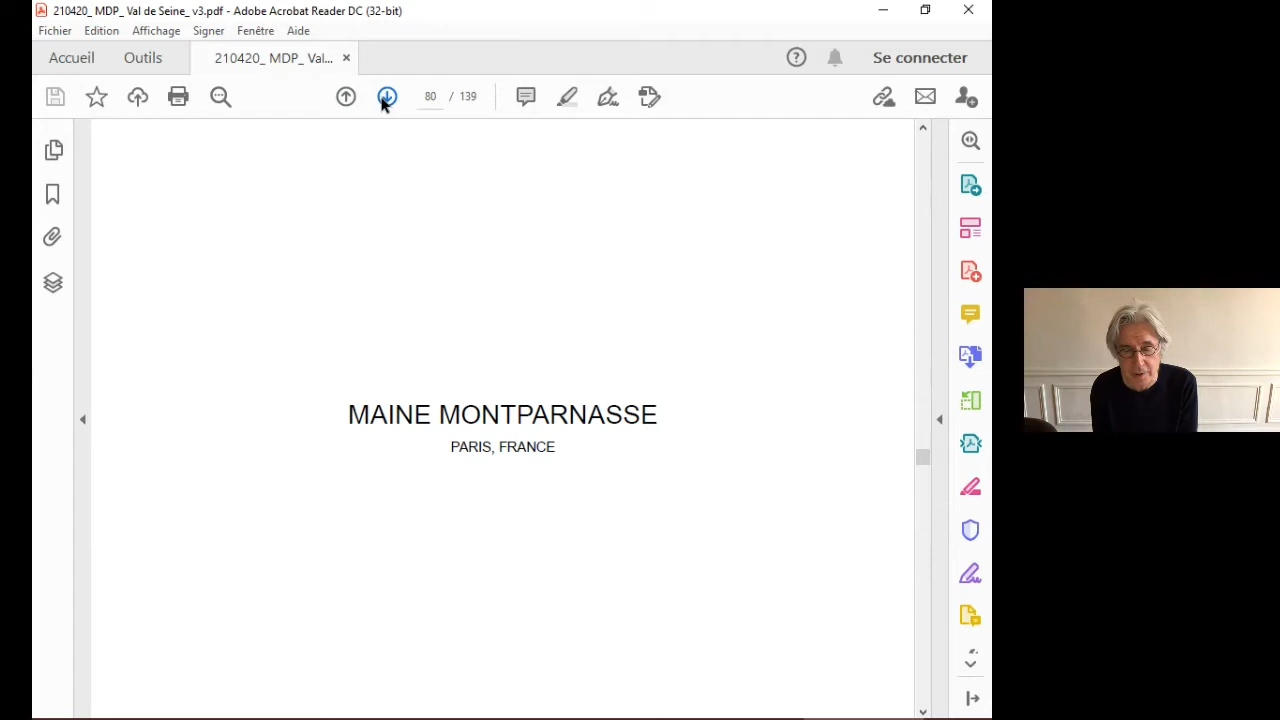 210420_ MDP_ Val de Seine_ v3.pdf - Adobe Acrobat Reader DC (32-bit)
Fichier Edition Affichage Signer Fenêtre Aide
Accueil Outils 210420_ MDP_ Val... × Se connecter
80 / 139
MAINE MONTPARNASSE
PARIS, FRANCE